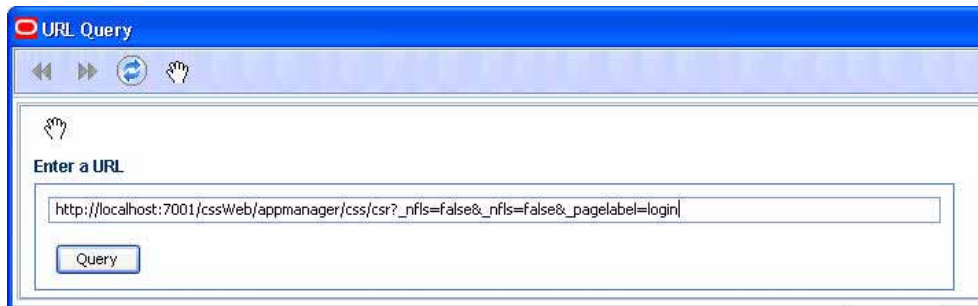 URL Query
Enter a URL
http://localhost:7001/cssWeb/appmanager/css/csr?_nfls=false&_nfls=false&_pagelabel=login
Query